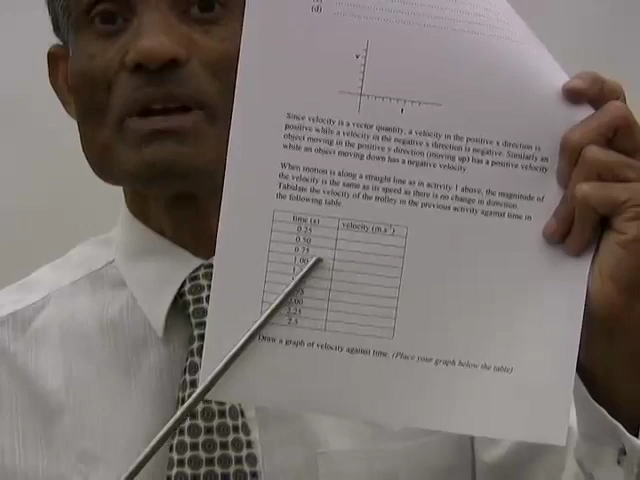 (d)
v
t
Since velocity is a vector quantity, a velocity in the positive x direction is
positive while a velocity in the negative x direction is negative. Similarly an
object moving in the positive y direction (moving up) has a positive velocity
while an object moving down has a negative velocity
When motion is along a straight line as in activity 1 above, the magnitude of
the velocity is the same as its speed as there is no change in direction.
Tabulate the velocity of the trolley in the previous activity against time in
the following table.
time (s) velocity (m.s⁻¹)
0.25
0.50
0.75
1.00
2.25
2.5
Draw a graph of velocity against time. (Place your graph below the table)